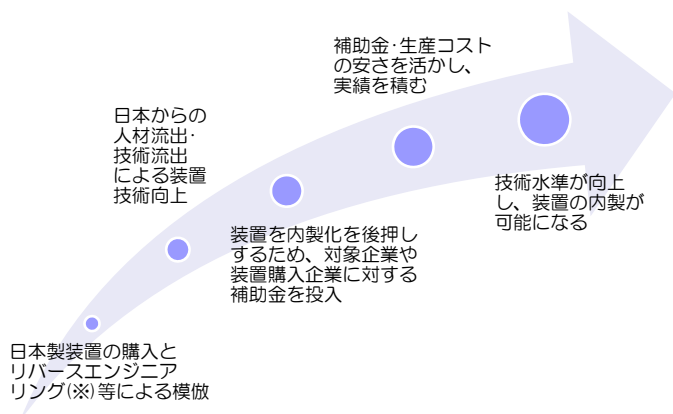 日本製装置の購入と
リバースエンジニア
リング(※)等による模倣
日本からの
人材流出・
技術流出
による装置
技術向上
装置を内製化を後押し
するため、対象企業や
装置購入企業に対する
補助金を投入
補助金・生産コスト
の安さを活かし、
実績を積む
技術水準が向上
し、装置の内製が
可能になる